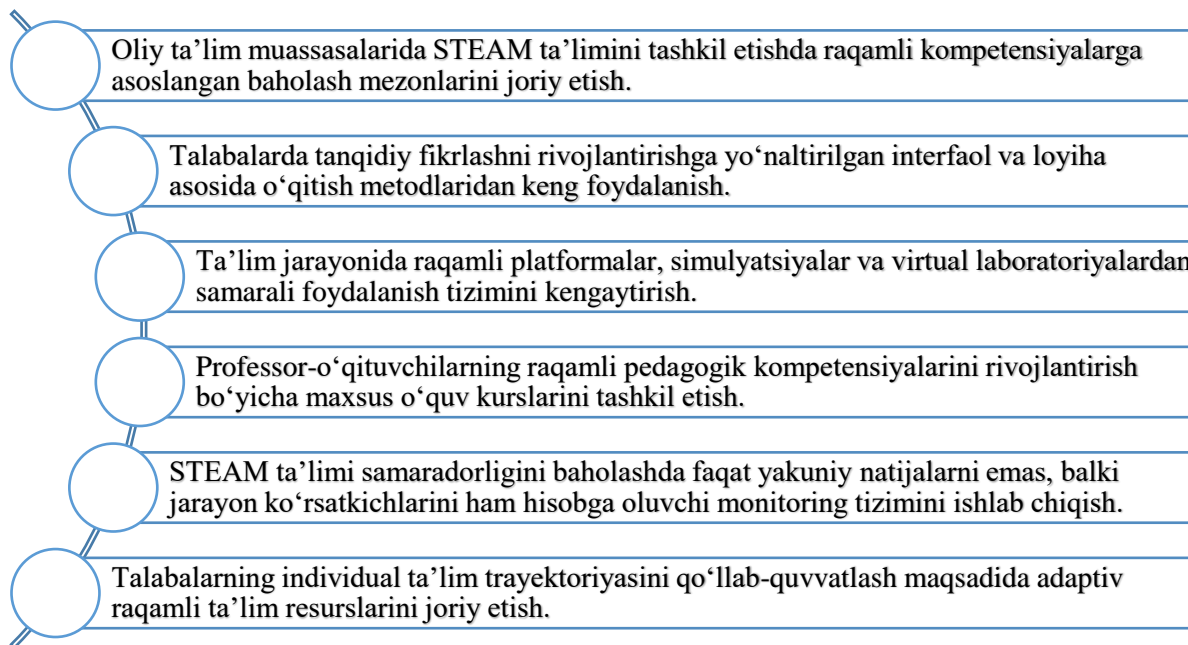 Oliy ta’lim muassasalarida STEAM ta’limini tashkil etishda raqamli kompetensiyalarga
asoslangan baholash mezonlarini joriy etish.
Talabalarda tanqidiy fikrlashni rivojlantirishga yo‘naltirilgan interfaol va loyiha
asosida o‘qitish metodlaridan keng foydalanish.
Ta’lim jarayonida raqamli platformalar, simulyatsiyalar va virtual laboratoriyalardan
samarali foydalanish tizimini kengaytirish.
Professor-o‘qituvchilarning raqamli pedagogik kompetensiyalarini rivojlantirish
bo‘yicha maxsus o‘quv kurslarini tashkil etish.
STEAM ta’limi samaradorligini baholashda faqat yakuniy natijalarni emas, balki
jarayon ko‘rsatkichlarini ham hisobga oluvchi monitoring tizimini ishlab chiqish.
Talabalarning individual ta’lim trayektoriyasini qo‘llab-quvvatlash maqsadida adaptiv
raqamli ta’lim resurslarini joriy etish.